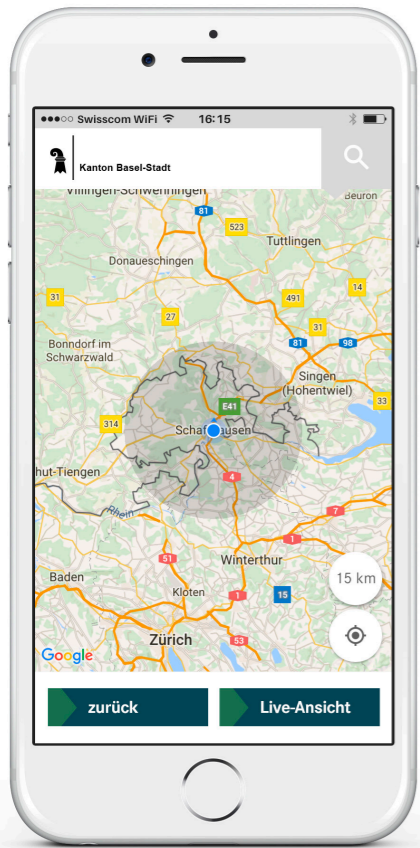 Swisscom WiFi 16:15
Kanton Basel-Stadt
Villingen-Schwenningen
Beuron
81
523
Tuttlingen
Donaueschingen
31
27
491
14
31
Bonndorf im
Schwarzwald
81
98
Singen
(Hohentwiel)
33
E41
314
Schaffhausen
hut-Tiengen
4
Rhein
7
1
51
Winterthur
15 km
Baden
Kloten
1
15
Zürich
53
Google
zurück
Live-Ansicht